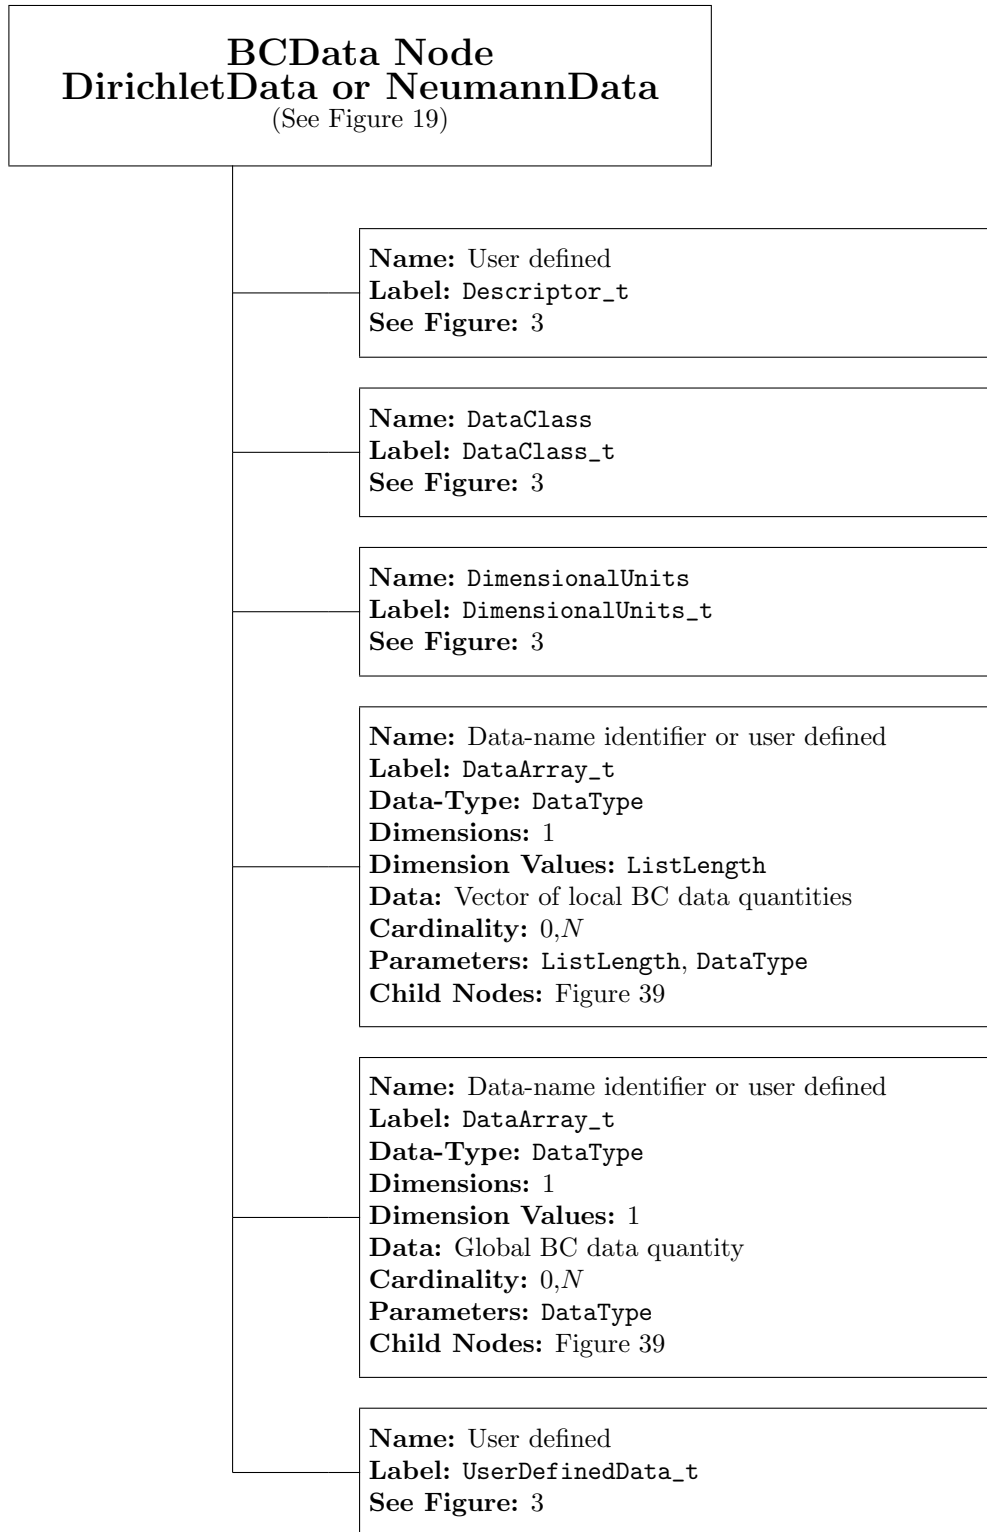 BCData Node
DirichletData or NeumannData
(See Figure 19)
Name: User defined
Label: Descriptor_t
See Figure: 3
Name: DataClass
Label: DataClass_t
See Figure: 3
Name: DimensionalUnits
Label: DimensionalUnits_t
See Figure: 3
Name: Data-name identifier or user defined
Label: DataArray_t
Data-Type: DataType
Dimensions: 1
Dimension Values: ListLength
Data: Vector of local BC data quantities
Cardinality: 0,N
Parameters: ListLength, DataType
Child Nodes: Figure 39
Name: Data-name identifier or user defined
Label: DataArray_t
Data-Type: DataType
Dimensions: 1
Dimension Values: 1
Data: Global BC data quantity
Cardinality: 0,N
Parameters: DataType
Child Nodes: Figure 39
Name: User defined
Label: UserDefinedData_t
See Figure: 3